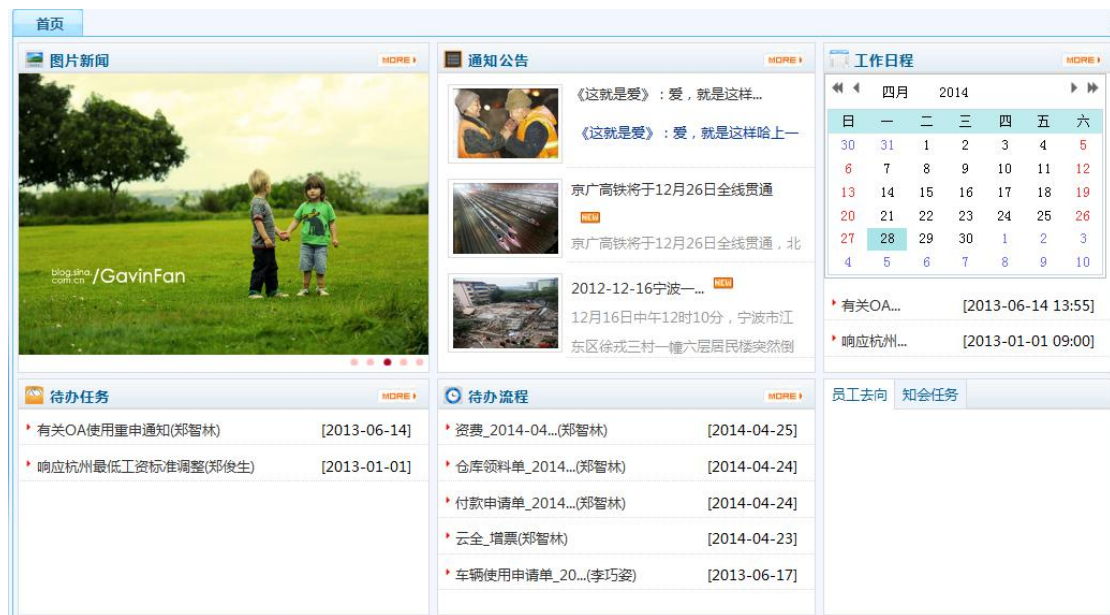 首页
图片新闻 MORE
blog.sina.com.cn/GavinFan
通知公告 MORE
《这就是爱》：爱，就是这样...
《这就是爱》：爱，就是这样哈上一
京广高铁将于12月26日全线贯通
NEW
京广高铁将于12月26日全线贯通，北
2012-12-16宁波一... NEW
12月16日中午12时10分，宁波市江
东区徐戎三村一幢六层居民楼突然倒
工作日程 MORE
四月 2014
日 一 二 三 四 五 六
30 31 1 2 3 4 5
6 7 8 9 10 11 12
13 14 15 16 17 18 19
20 21 22 23 24 25 26
27 28 29 30 1 2 3
4 5 6 7 8 9 10
有关OA... [2013-06-14 13:55]
响应杭州... [2013-01-01 09:00]
待办任务 MORE
有关OA使用重申通知(郑智林) [2013-06-14]
响应杭州最低工资标准调整(郑俊生) [2013-01-01]
待办流程 MORE
资费_2014-04...(郑智林) [2014-04-25]
仓库领料单_2014...(郑智林) [2014-04-24]
付款申请单_2014...(郑智林) [2014-04-24]
云全_增票(郑智林) [2014-04-23]
车辆使用申请单_20...(李巧姿) [2013-06-17]
员工去向 知会任务